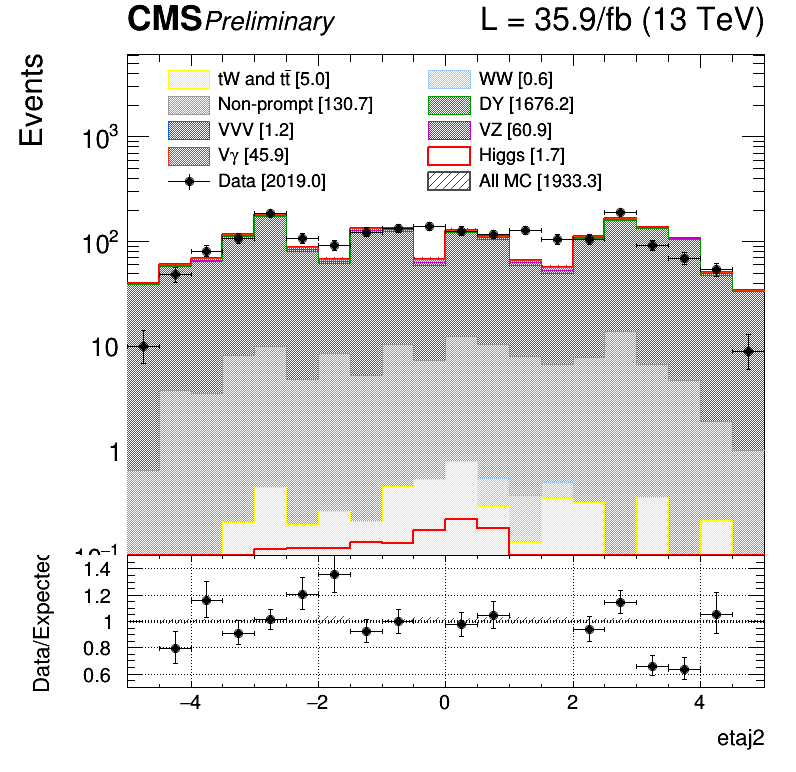 CMS Preliminary L = 35.9/fb (13 TeV)
Events
tW and tt̄ [5.0] WW [0.6]
Non-prompt [130.7] DY [1676.2]
VVV [1.2] VZ [60.9]
Vγ [45.9] Higgs [1.7]
Data [2019.0] All MC [1933.3]
10³
10²
10
1
10⁻¹
Data/Expected
1.4
1.2
1
0.8
0.6
−4 −2 0 2 4
etaj2